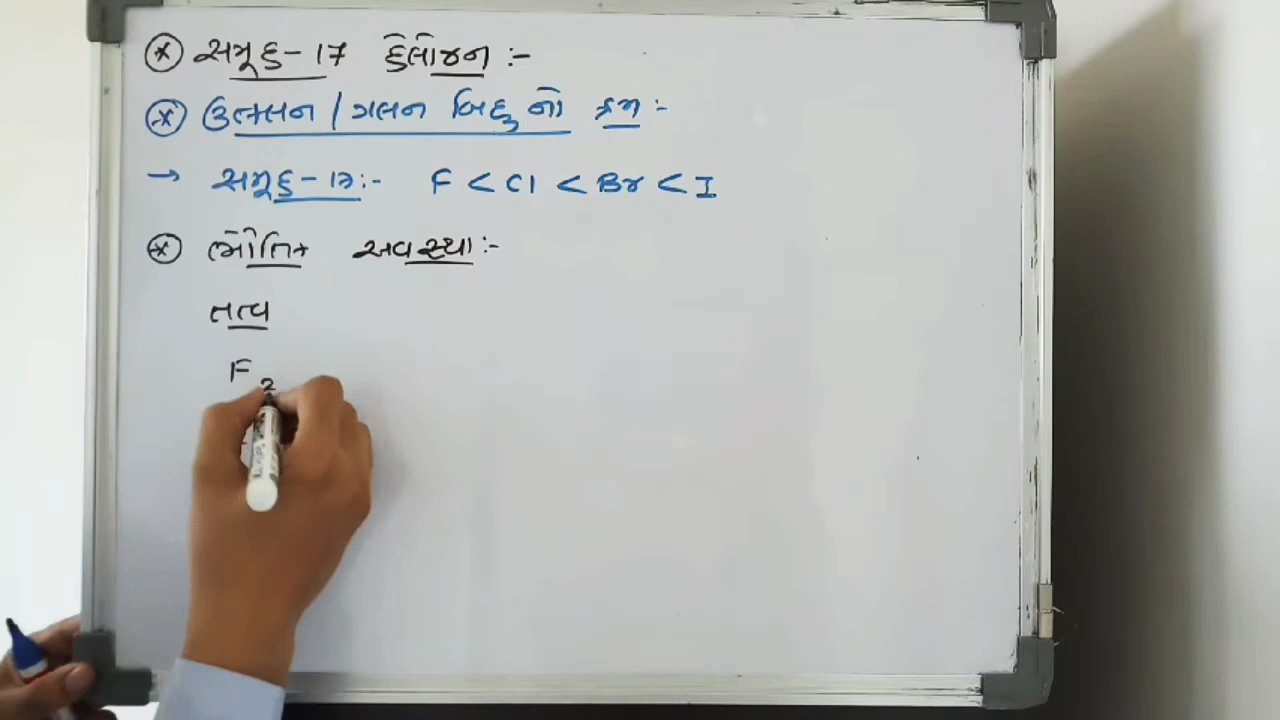 ⊛ સમૂહ - 17 હેલોજન :-
⊛ ઉત્કલન / ગલન બિંદુ નો ક્રમ :-
→ સમૂહ - 17 :- F < Cl < Br < I
⊛ ભૌતિક અવસ્થા :-
તત્વ
F2